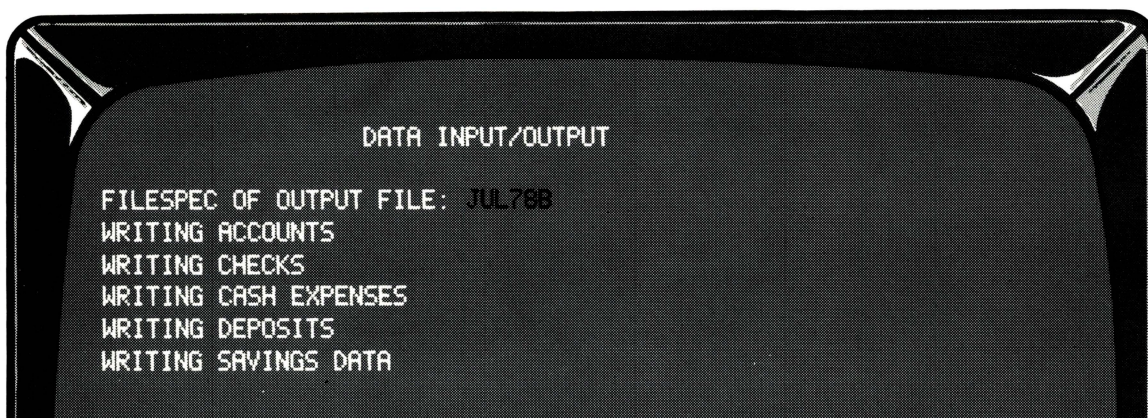 DATA INPUT/OUTPUT
FILESPEC OF OUTPUT FILE: JUL78B
WRITING ACCOUNTS
WRITING CHECKS
WRITING CASH EXPENSES
WRITING DEPOSITS
WRITING SAVINGS DATA